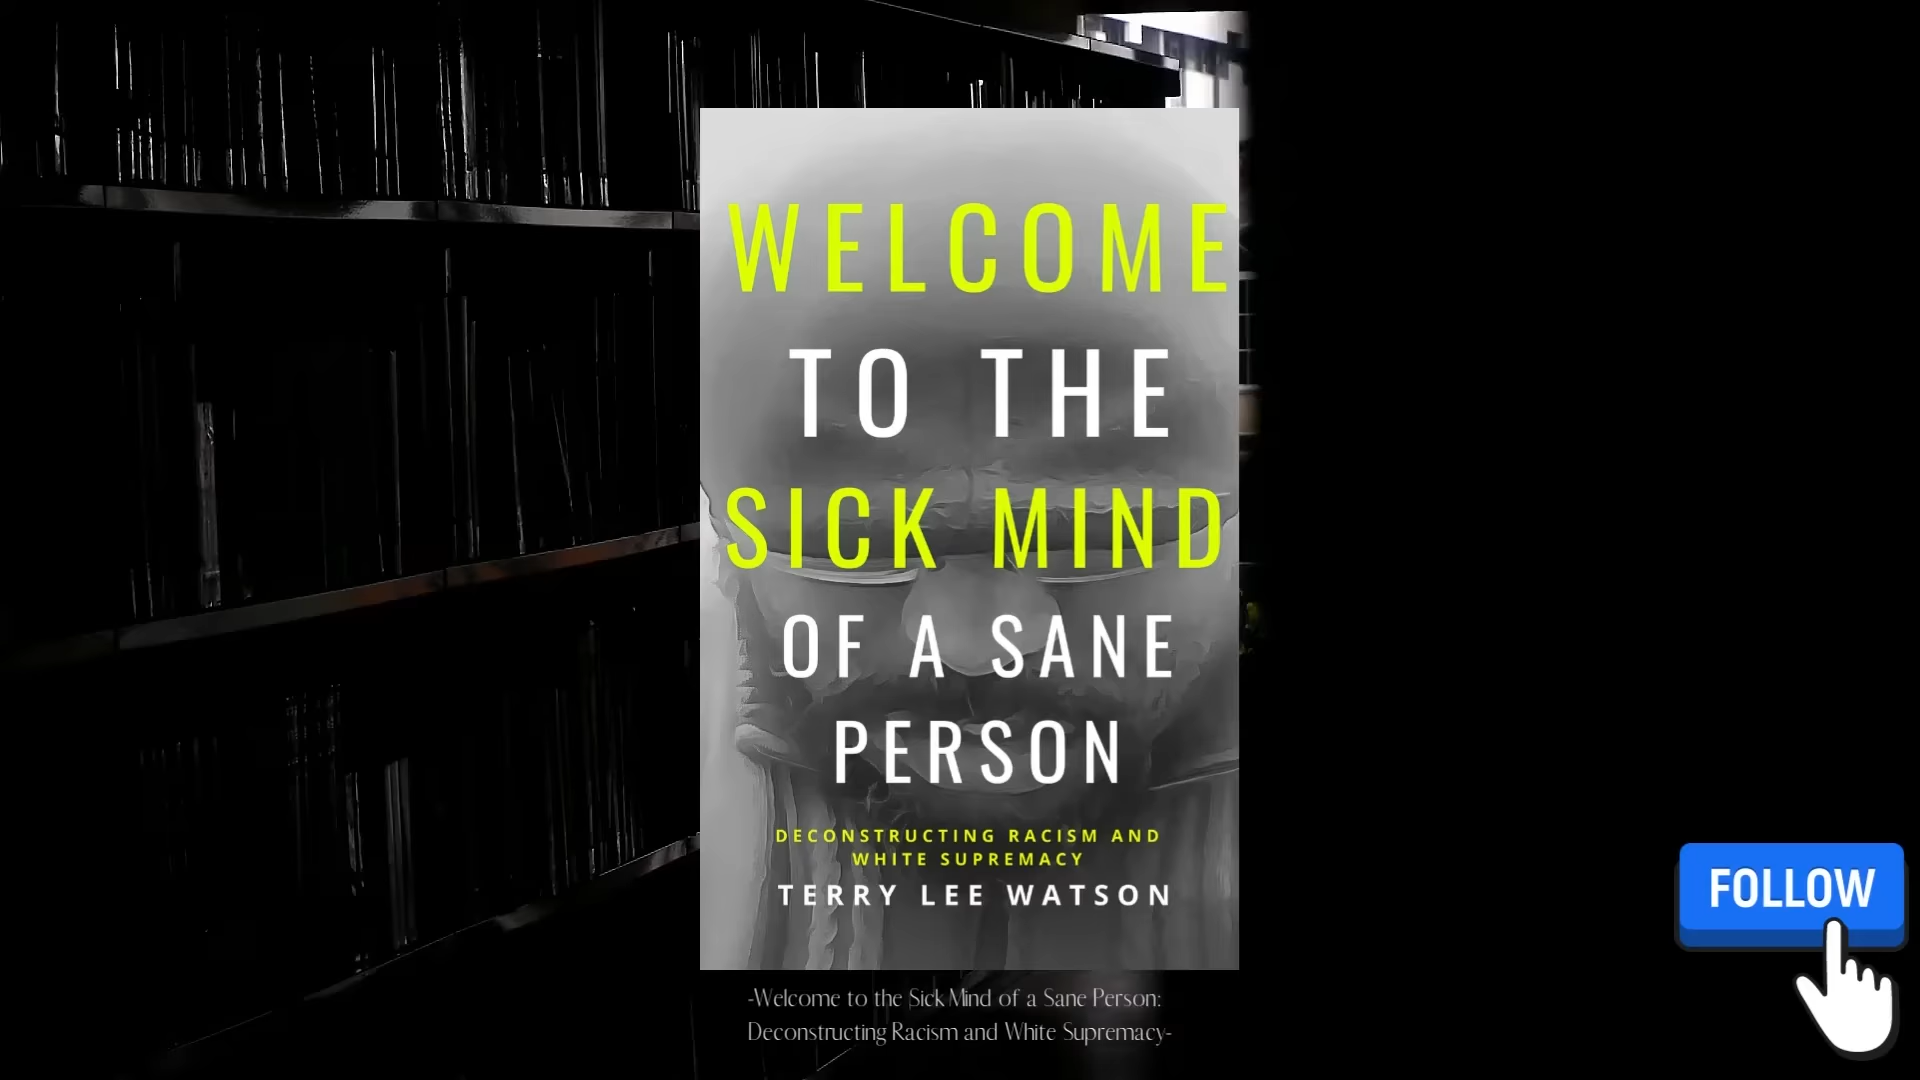 WELCOME
TO THE
SICK MIND
OF A SANE
PERSON
DECONSTRUCTING RACISM AND
WHITE SUPREMACY
TERRY LEE WATSON
-Welcome to the Sick Mind of a Sane Person:
Deconstructing Racism and White Supremacy-
FOLLOW